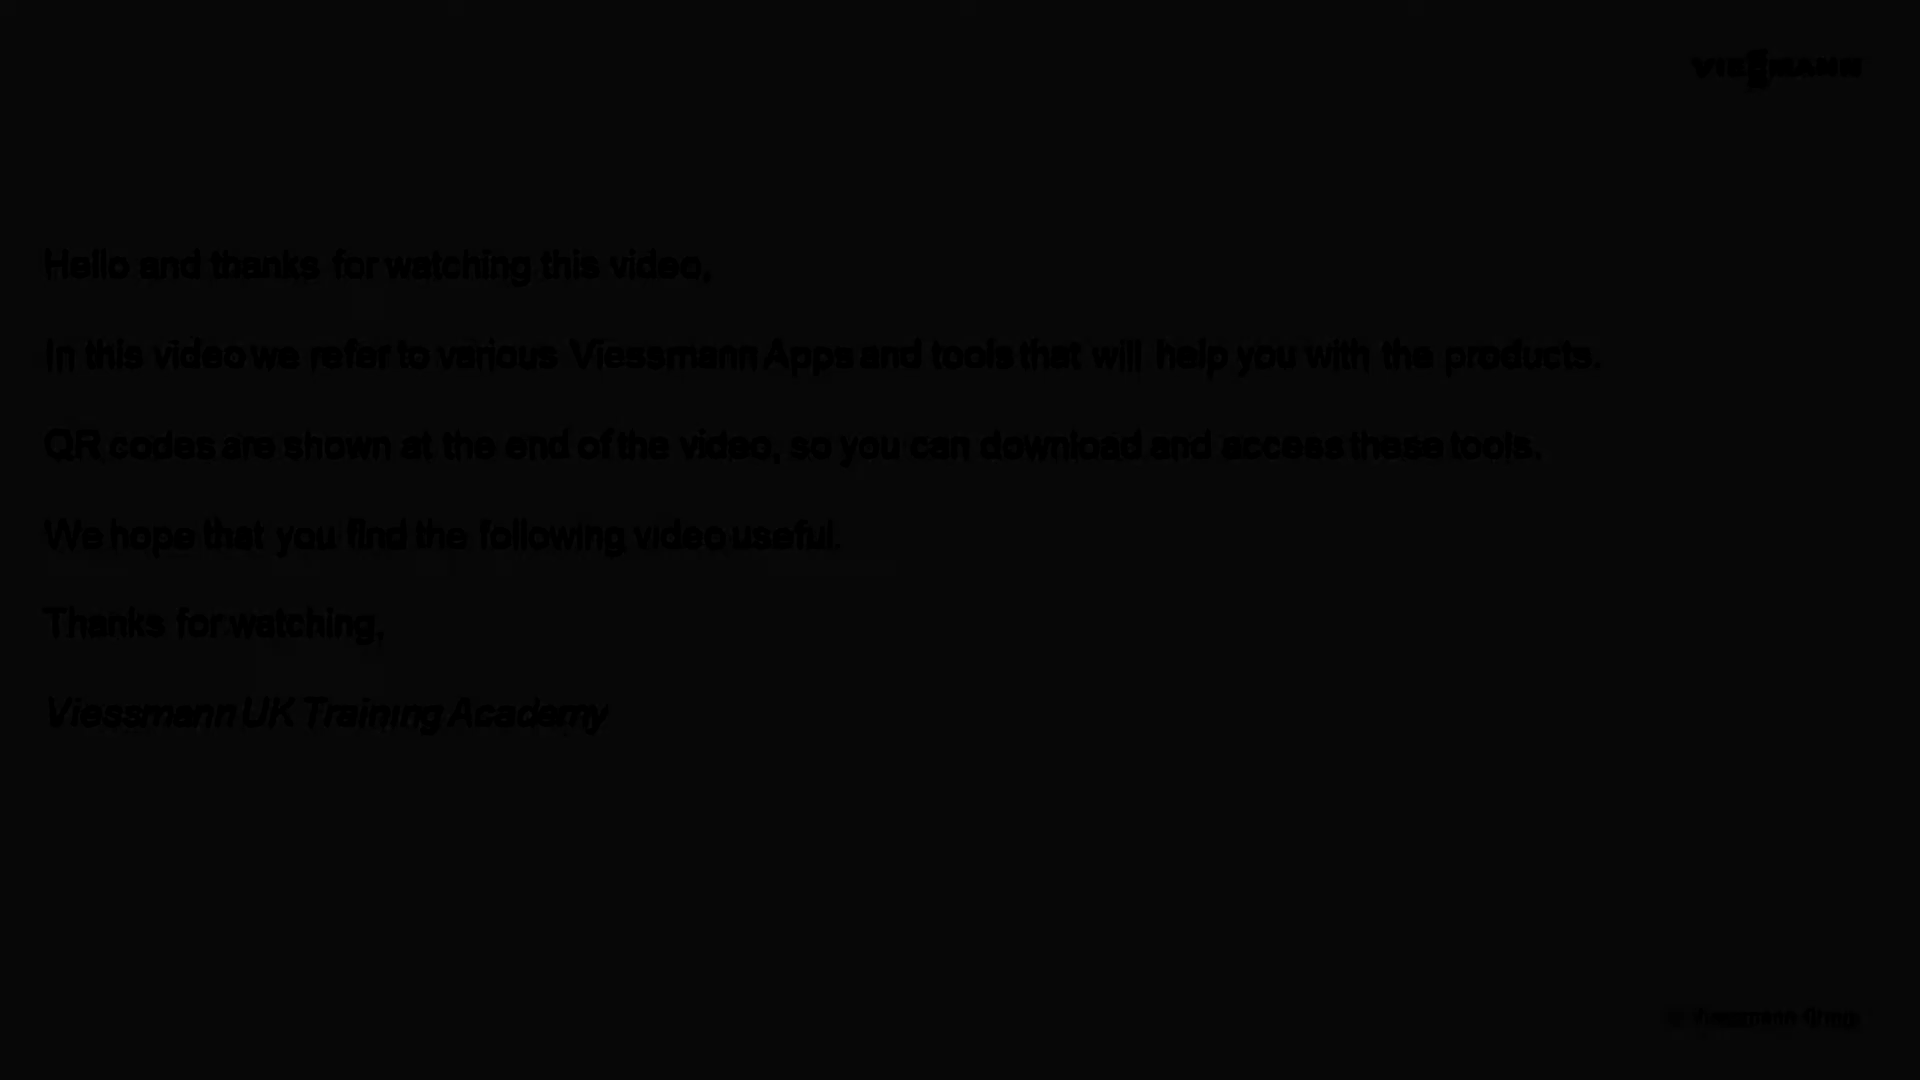 VIESMANN
Hello and thanks for watching this video,
In this video we refer to various Viessmann Apps and tools that will help you with the products.
QR codes are shown at the end of the video, so you can download and access these tools.
We hope that you find the following video useful.
Thanks for watching,
Viessmann UK Training Academy
© Viessmann Group